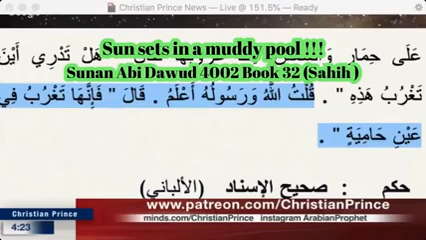 Christian Prince News — Live @ 151.5% — Ready
Sun sets in a muddy pool !!!
عَلَى حِمَارٍ
هَلْ تَدْرِي أَيْنَ
Sunan Abi Dawud 4002 Book 32 (Sahih )
تَغْرُبُ هَذِهِ " . قُلْتُ اللَّهُ وَرَسُولُهُ أَعْلَمُ . قَالَ " فَإِنَّهَا تَغْرُبُ فِي
عَيْنِ حَامِيَةٍ " .
حكم : صحيح الإسناد (الألباني)
www.patreon.com/ChristianPrince
Christian Prince
minds.com/ChristianPrince instagram ArabianProphet
4:23